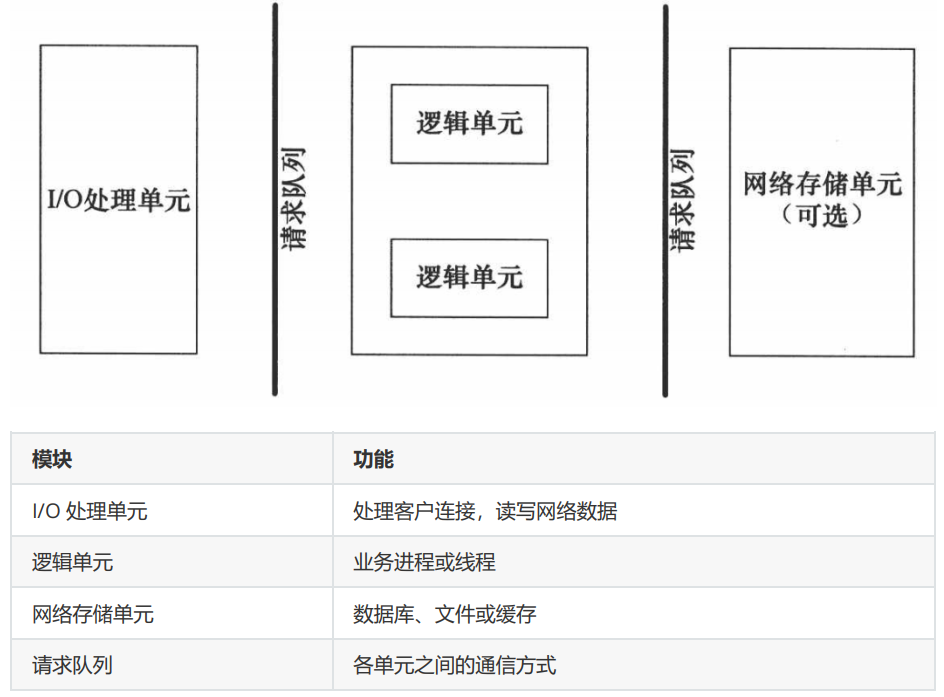 I/O处理单元
请求队列
逻辑单元
逻辑单元
请求队列
网络存储单元
（可选）
模块 功能
I/O 处理单元 处理客户连接，读写网络数据
逻辑单元 业务进程或线程
网络存储单元 数据库、文件或缓存
请求队列 各单元之间的通信方式